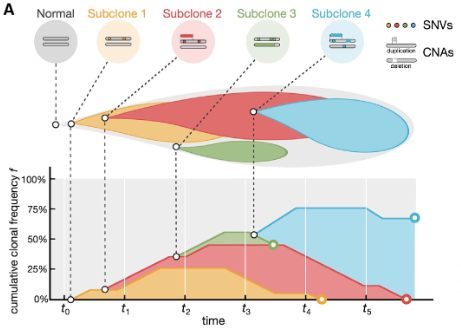 A
Normal Subclone 1 Subclone 2 Subclone 3 Subclone 4
SNVs
CNAs
duplication
deletion
cumulative clonal frequency f
100%
75%
50%
25%
0%
t0 t1 t2 t3 t4 t5
time